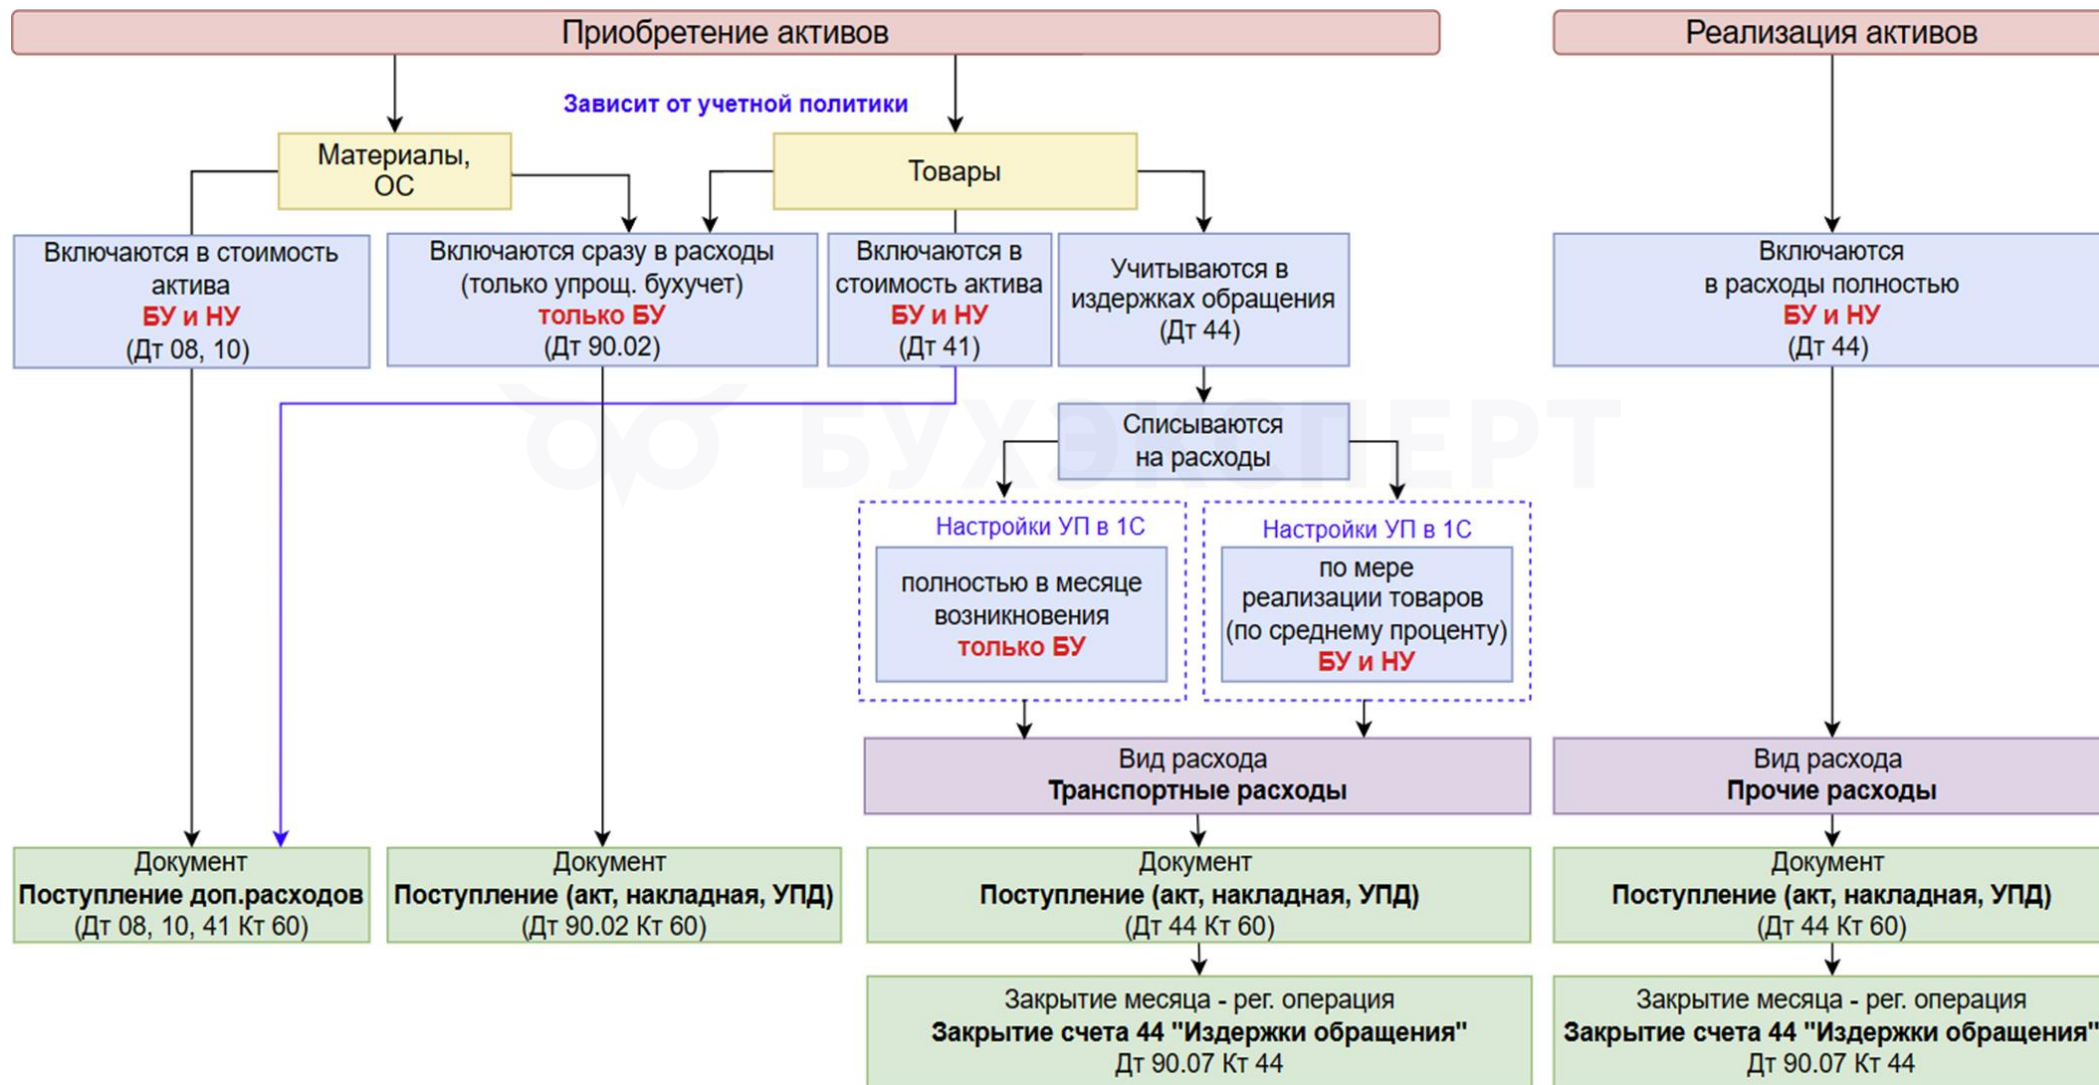 Приобретение активов
Реализация активов
Зависит от учетной политики
Материалы,
ОС
Товары
Включаются в стоимость
актива
БУ и НУ
(Дт 08, 10)
Включаются сразу в расходы
(только упрощ. бухучет)
только БУ
(Дт 90.02)
Включаются в
стоимость актива
БУ и НУ
(Дт 41)
Учитываются в
издержках обращения
(Дт 44)
Включаются
в расходы полностью
БУ и НУ
(Дт 44)
БУХЭКСПЕРТ
Списываются
на расходы
Настройки УП в 1С
полностью в месяце
возникновения
только БУ
Настройки УП в 1С
по мере
реализации товаров
(по среднему проценту)
БУ и НУ
Вид расхода
Транспортные расходы
Вид расхода
Прочие расходы
Документ
Поступление доп.расходов
(Дт 08, 10, 41 Кт 60)
Документ
Поступление (акт, накладная, УПД)
(Дт 90.02 Кт 60)
Документ
Поступление (акт, накладная, УПД)
(Дт 44 Кт 60)
Документ
Поступление (акт, накладная, УПД)
(Дт 44 Кт 60)
Закрытие месяца - рег. операция
Закрытие счета 44 "Издержки обращения"
Дт 90.07 Кт 44
Закрытие месяца - рег. операция
Закрытие счета 44 "Издержки обращения"
Дт 90.07 Кт 44